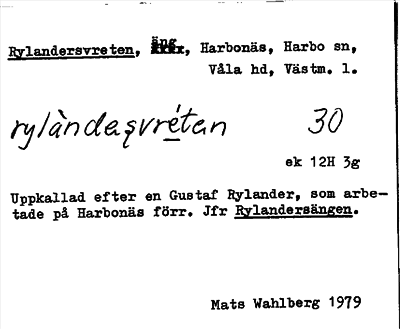 Rylandersvreten, äng, Harbonäs, Harbo sn,
Våla hd, Västm. l.
rylàndaşvréten 30
ek 12H 3g
Uppkallad efter en Gustaf Rylander, som arbe-
tade på Harbonäs förr. Jfr Rylandersängen.
Mats Wahlberg 1979